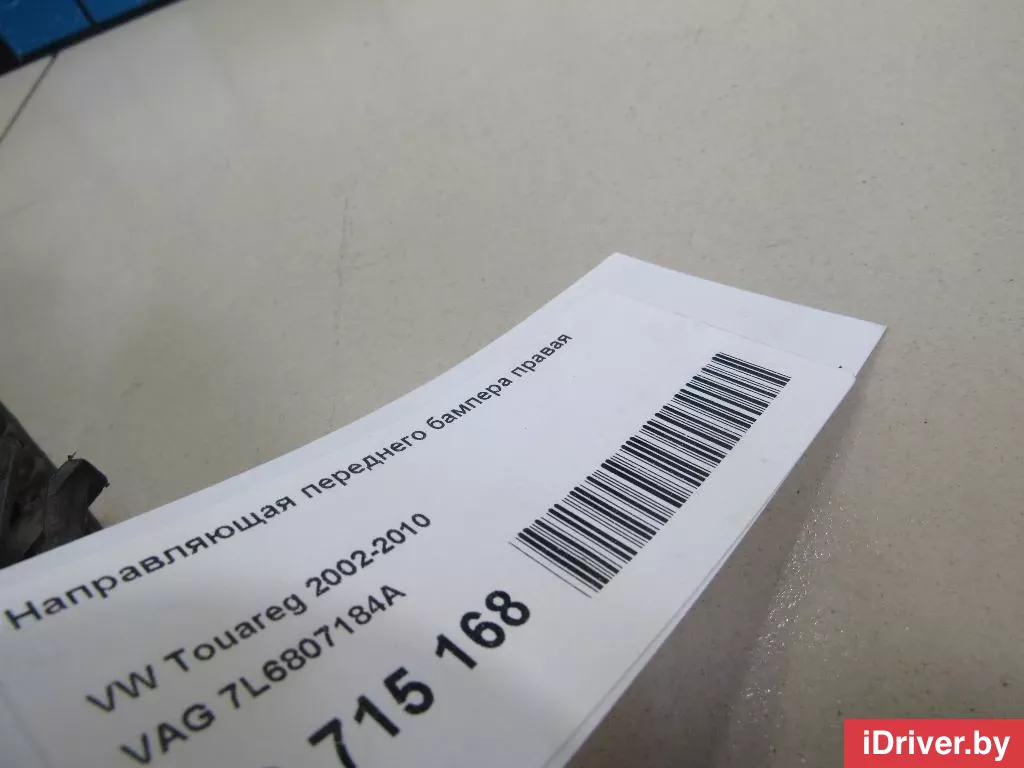 Направляющая переднего бампера правая
VW Touareg 2002-2010
VAG 7L6807184A
715 168
iDriver.by